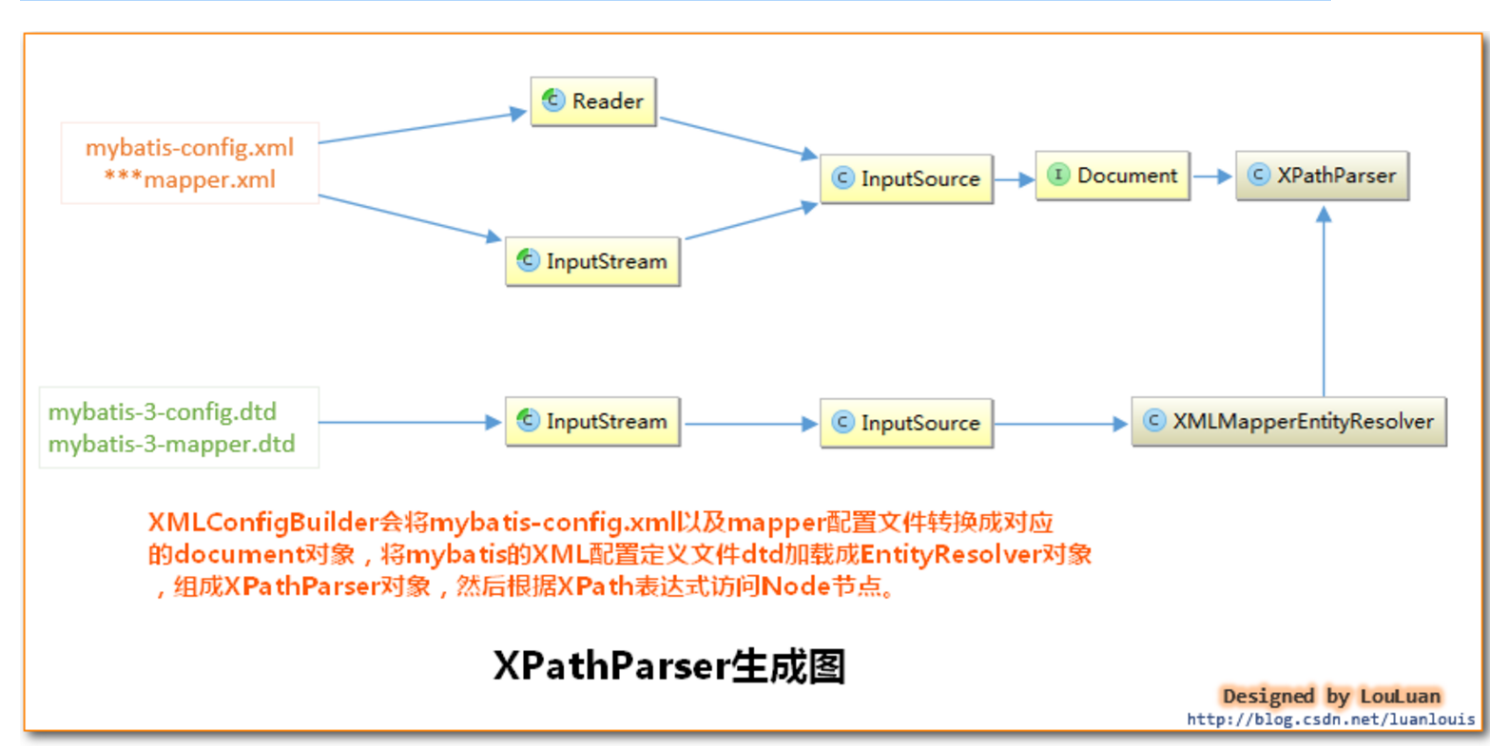 mybatis-config.xml
***mapper.xml
Reader
InputStream
InputSource
Document
XPathParser
mybatis-3-config.dtd
mybatis-3-mapper.dtd
InputStream
InputSource
XMLMapperEntityResolver
XMLConfigBuilder会将mybatis-config.xml以及mapper配置文件转换成对应
的document对象，将mybatis的XML配置定义文件dtd加载成EntityResolver对象
，组成XPathParser对象，然后根据XPath表达式访问Node节点。
XPathParser生成图
Designed by LouLuan
http://blog.csdn.net/luanlouis